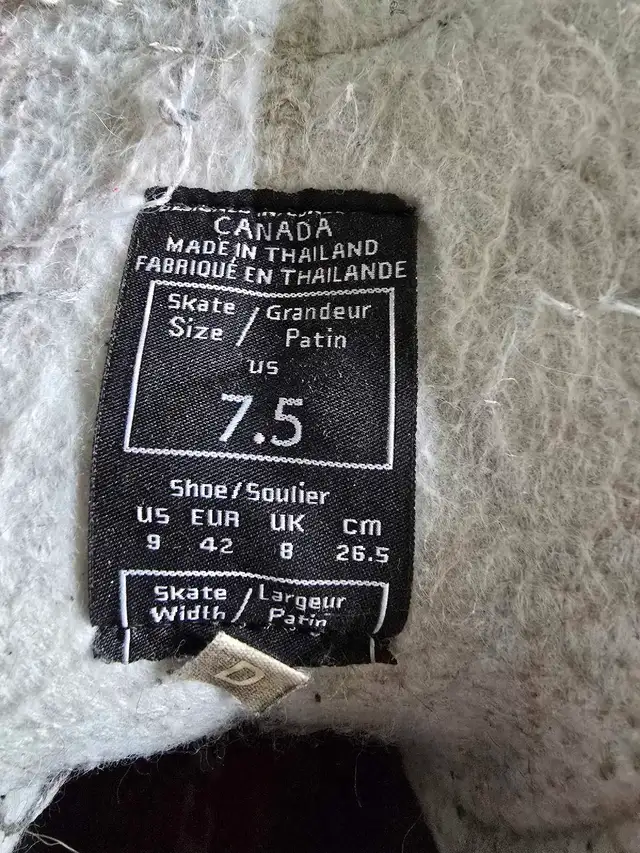 CANADA
MADE IN THAILAND
FABRIQUÉ EN THAILANDE
Skate / Grandeur
Size / Patin
US
7.5
Shoe/Soulier
US EUR UK cm
9 42 8 26.5
Skate / Largeur
Width / Patin
D